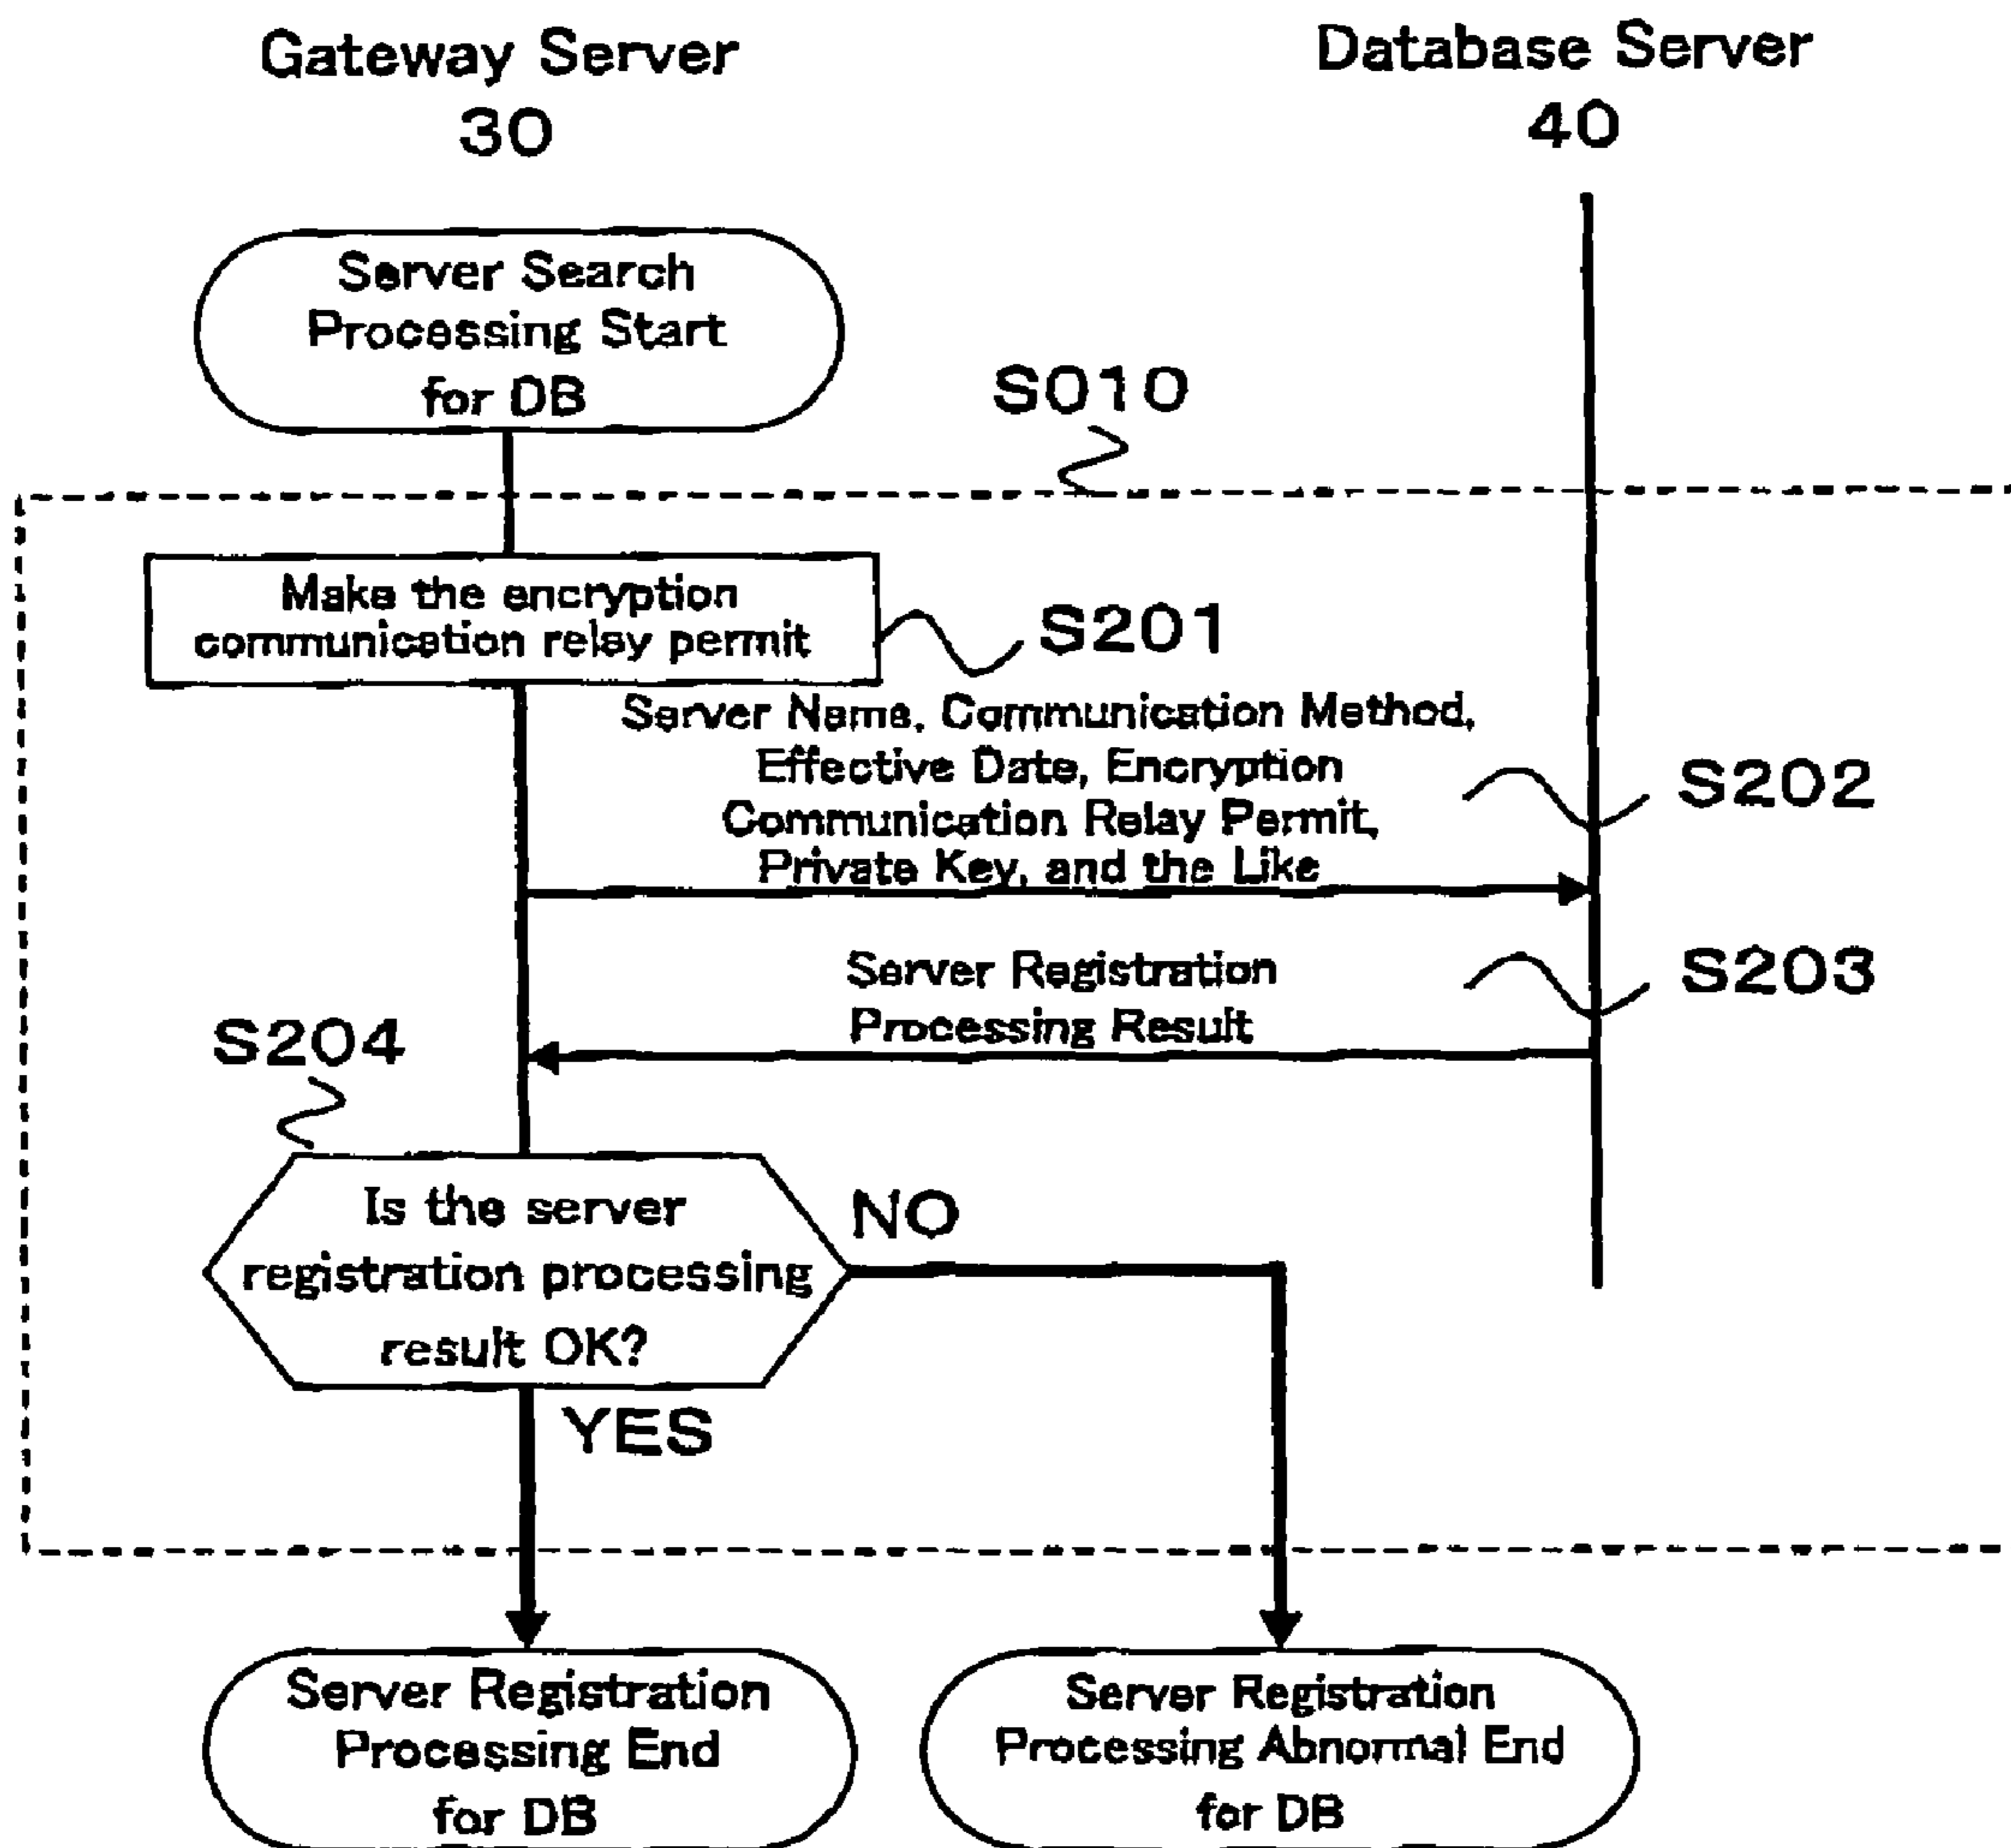 Gateway Server
30
Database Server
40
Server Search
Processing Start
for DB
S010
Make the encryption
communication relay permit
S201
Server Name, Communication Method,
Effective Date, Encryption
Communication Relay Permit,
Private Key, and the Like
S202
Server Registration
Processing Result
S203
S204
Is the server
registration processing
result OK?
NO
YES
Server Registration
Processing End
for DB
Server Registration
Processing Abnormal End
for DB